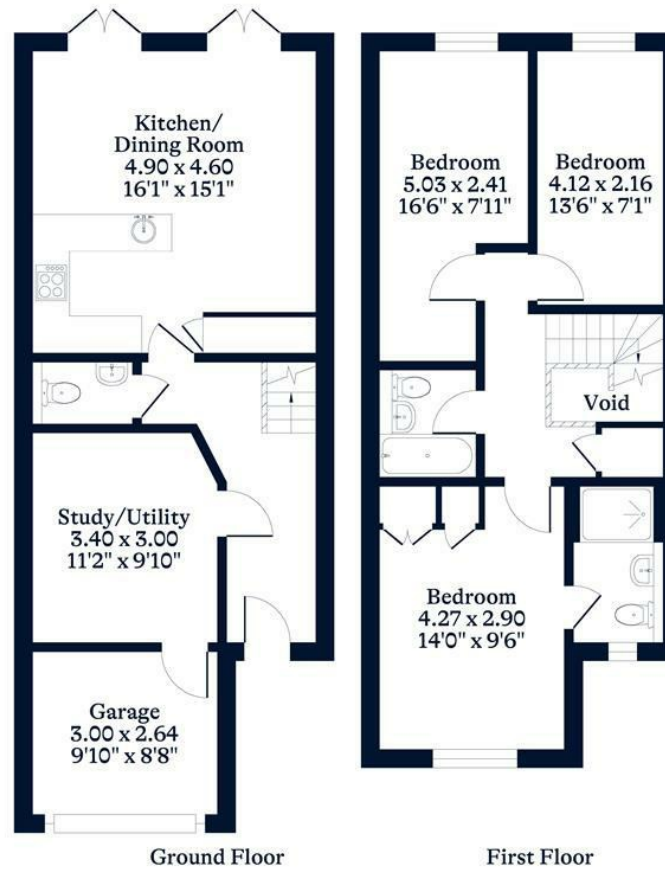 Kitchen/
Dining Room
4.90 x 4.60
16'1" x 15'1"
Study/Utility
3.40 x 3.00
11'2" x 9'10"
Garage
3.00 x 2.64
9'10" x 8'8"
Ground Floor
Bedroom
5.03 x 2.41
16'6" x 7'11"
Bedroom
4.12 x 2.16
13'6" x 7'1"
Void
Bedroom
4.27 x 2.90
14'0" x 9'6"
First Floor